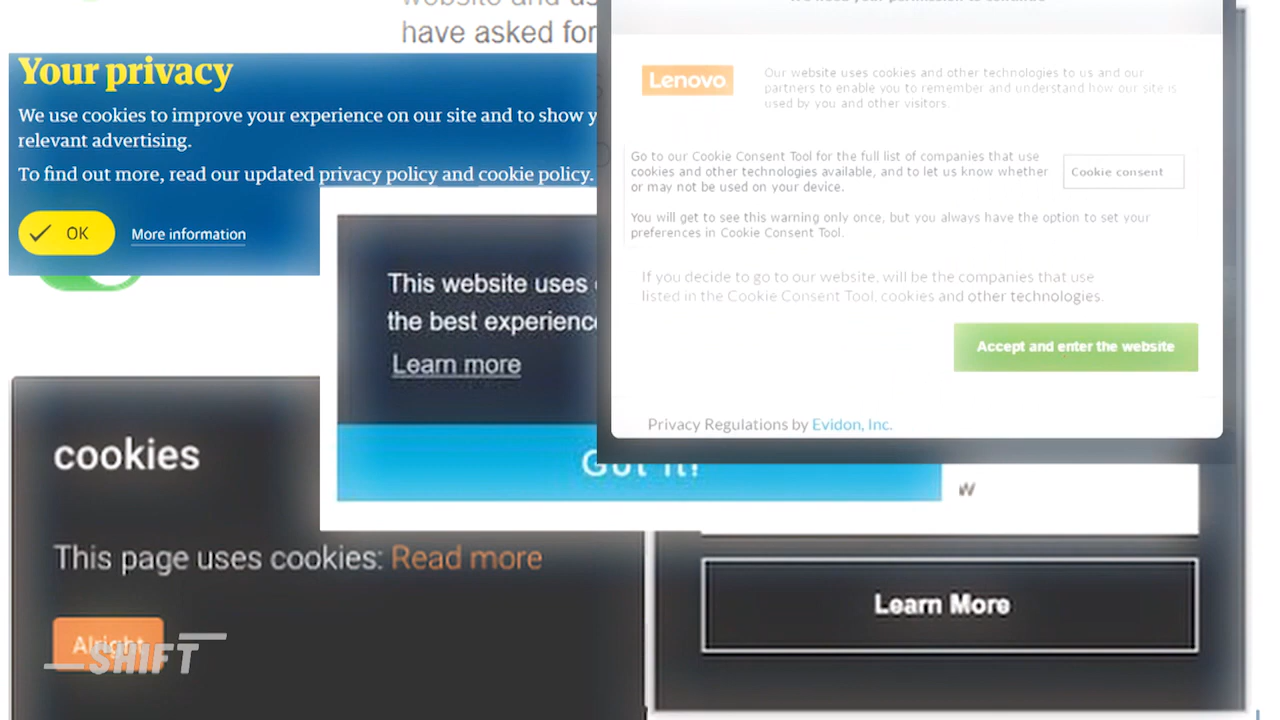 website and us
have asked for
Your privacy
We use cookies to improve your experience on our site and to show y
relevant advertising.
To find out more, read our updated privacy policy and cookie policy.
OK
More information
This website uses
the best experience
Learn more
Got it!
Lenovo
Our website uses cookies and other technologies to us and our
partners to enable you to remember and understand how our site is
used by you and other visitors.
Go to our Cookie Consent Tool for the full list of companies that use
cookies and other technologies available, and to let us know whether
or may not be used on your device.
Cookie consent
You will get to see this warning only once, but you always have the option to set your
preferences in Cookie Consent Tool.
If you decide to go to our website, will be the companies that use
listed in the Cookie Consent Tool, cookies and other technologies.
Accept and enter the website
Privacy Regulations by Evidon, Inc.
w
cookies
This page uses cookies: Read more
Alright
SHIFT
Learn More